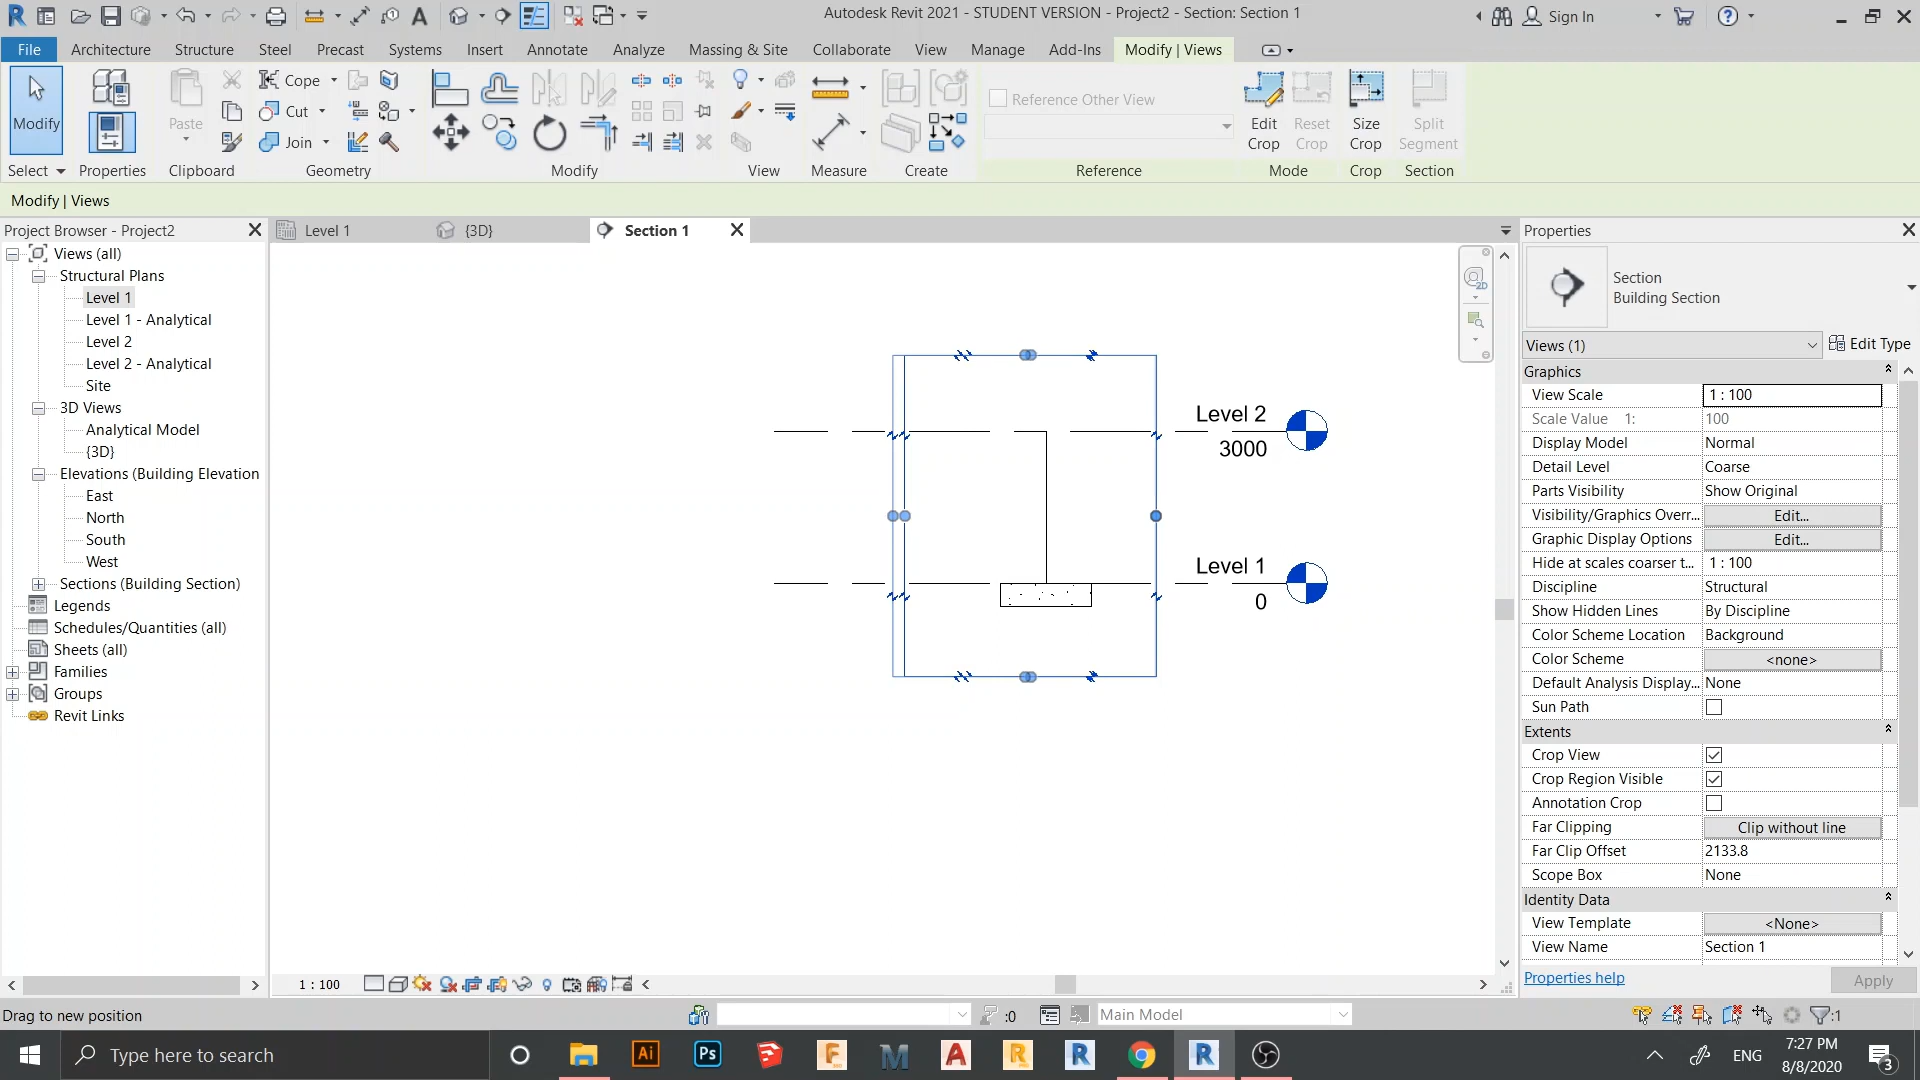 Autodesk Revit 2021 - STUDENT VERSION - Project2 - Section: Section 1
Sign In
File
Architecture
Structure
Steel
Precast
Systems
Insert
Annotate
Analyze
Massing & Site
Collaborate
View
Manage
Add-Ins
Modify | Views
Modify
Paste
Cope
Cut
Join
Reference Other View
Edit
Crop
Reset
Crop
Size
Crop
Split
Segment
Select
Properties
Clipboard
Geometry
Modify
View
Measure
Create
Reference
Mode
Crop
Section
Modify | Views
Project Browser - Project2
Views (all)
Structural Plans
Level 1
Level 1 - Analytical
Level 2
Level 2 - Analytical
Site
3D Views
Analytical Model
{3D}
Elevations (Building Elevation
East
North
South
West
Sections (Building Section)
Legends
Schedules/Quantities (all)
Sheets (all)
Families
Groups
Revit Links
Level 1
{3D}
Section 1
2D
Level 2
3000
Level 1
0
Properties
Section
Building Section
Views (1)
Edit Type
Graphics
View Scale
1 : 100
Scale Value 1:
100
Display Model
Normal
Detail Level
Coarse
Parts Visibility
Show Original
Visibility/Graphics Overr...
Edit...
Graphic Display Options
Edit...
Hide at scales coarser t...
1 : 100
Discipline
Structural
Show Hidden Lines
By Discipline
Color Scheme Location
Background
Color Scheme
<none>
Default Analysis Display...
None
Sun Path
Extents
Crop View
Crop Region Visible
Annotation Crop
Far Clipping
Clip without line
Far Clip Offset
2133.8
Scope Box
None
Identity Data
View Template
<None>
View Name
Section 1
Properties help
Apply
1 : 100
Drag to new position
:0
Main Model
:1
Type here to search
Ai
Ps
ENG
7:27 PM
8/8/2020
3